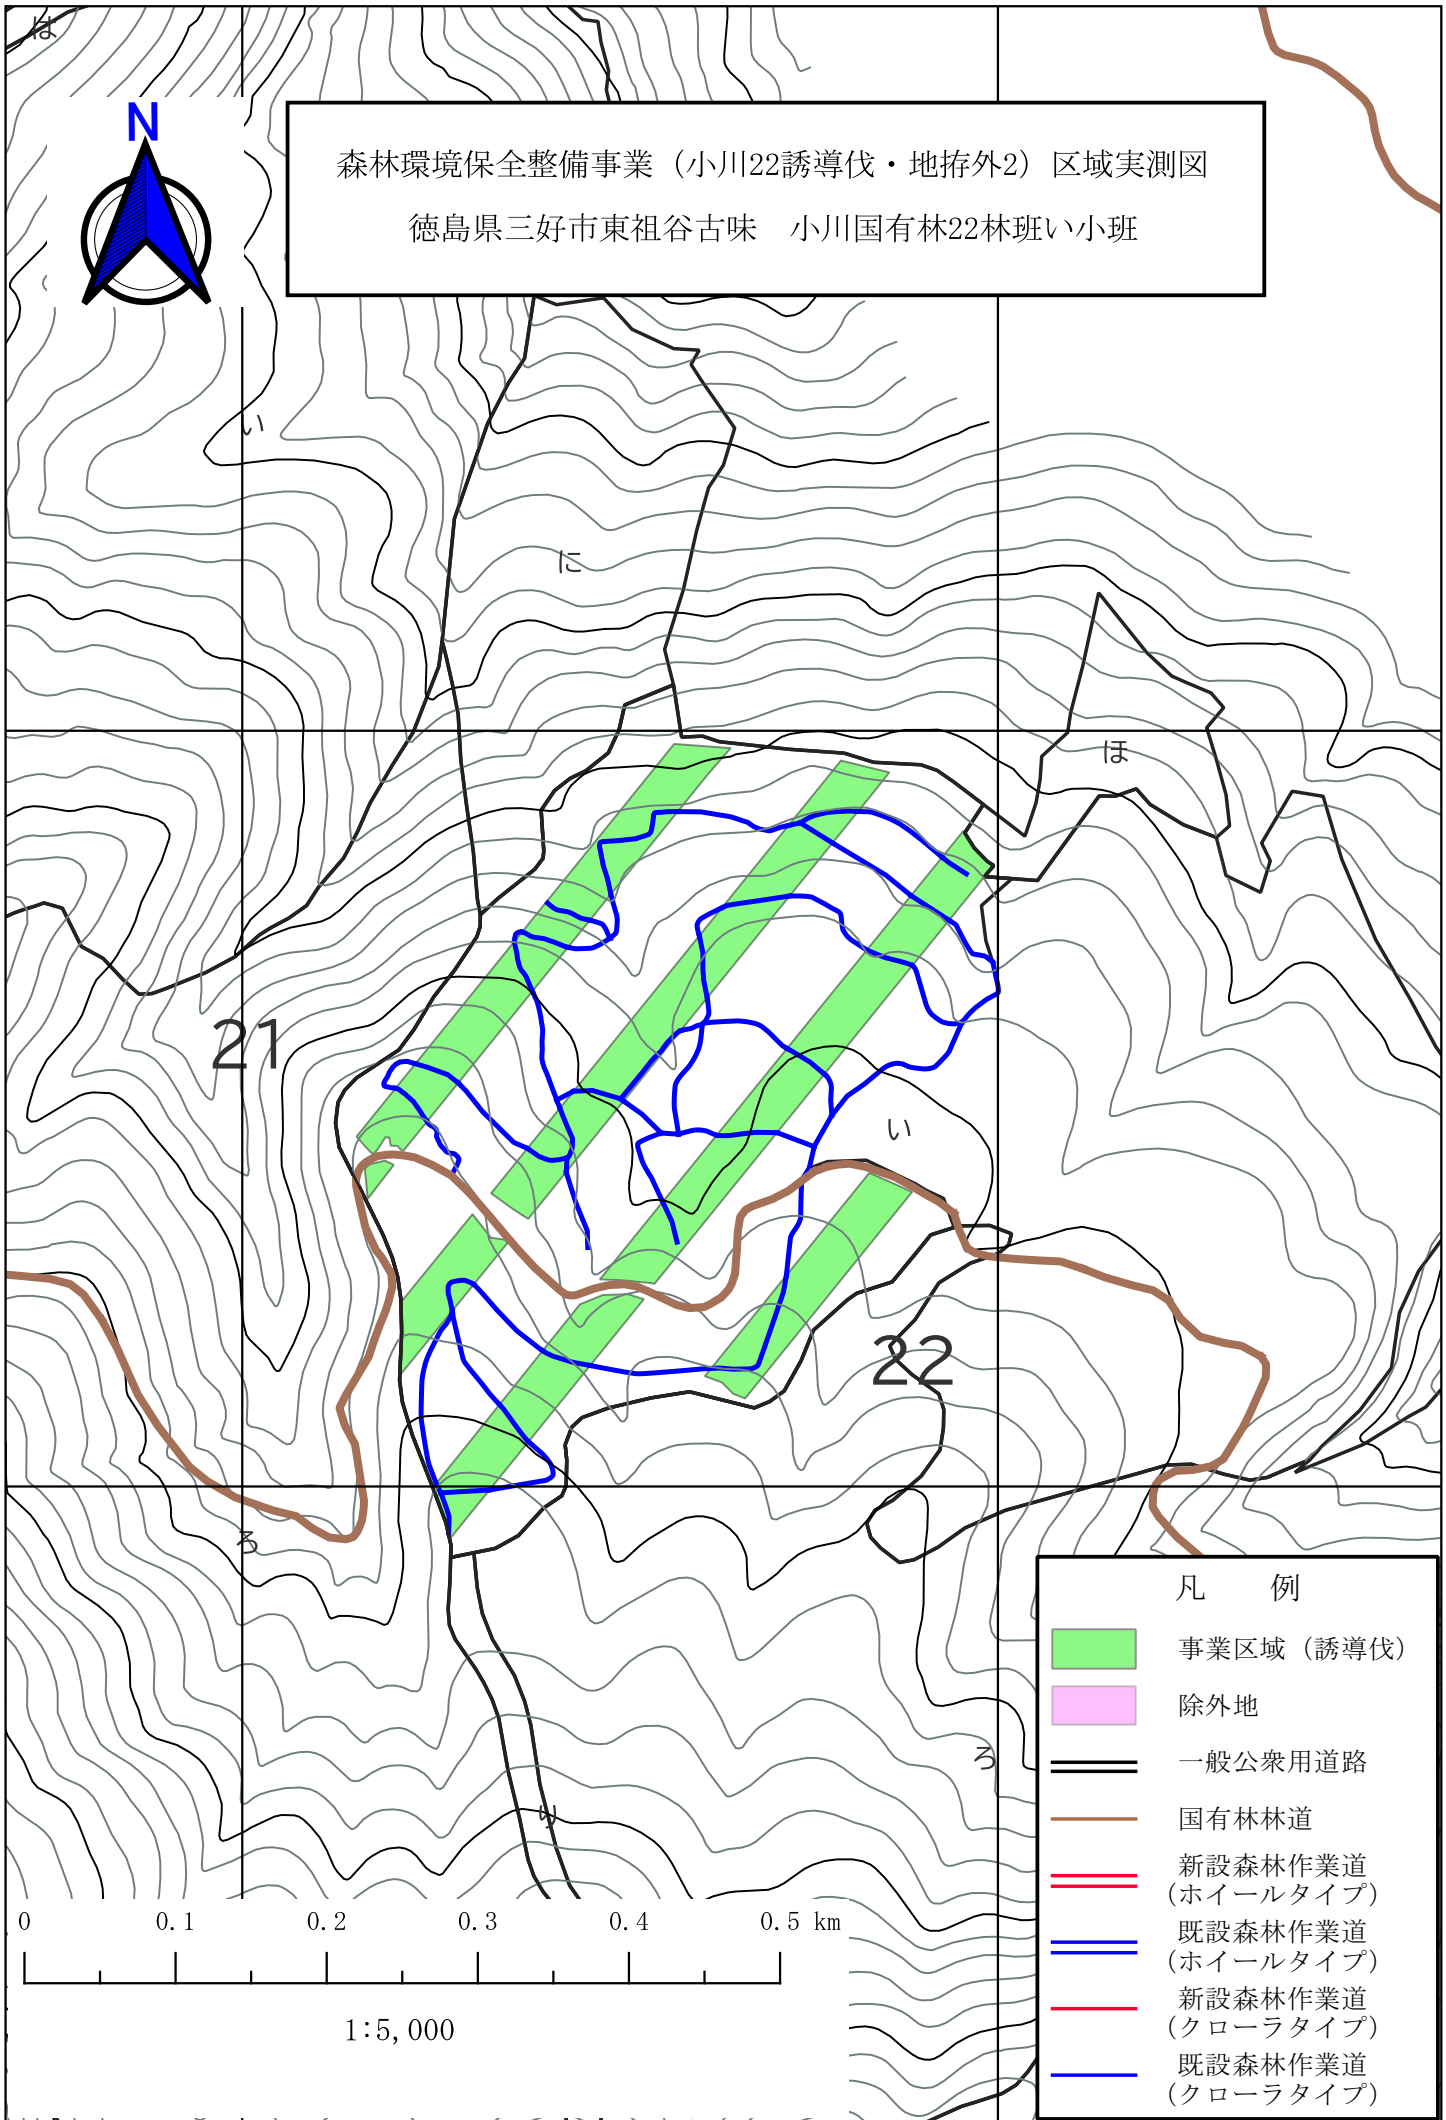 は
N
森林環境保全整備事業（小川22誘導伐・地拵外2）区域実測図
徳島県三好市東祖谷古味　小川国有林22林班い小班
い
に
ほ
21
い
22
ろ
ろ
り
凡　例
事業区域（誘導伐）
除外地
一般公衆用道路
国有林林道
新設森林作業道
（ホイールタイプ）
既設森林作業道
（ホイールタイプ）
新設森林作業道
（クローラタイプ）
既設森林作業道
（クローラタイプ）
0 0.1 0.2 0.3 0.4 0.5 km
1:5,000